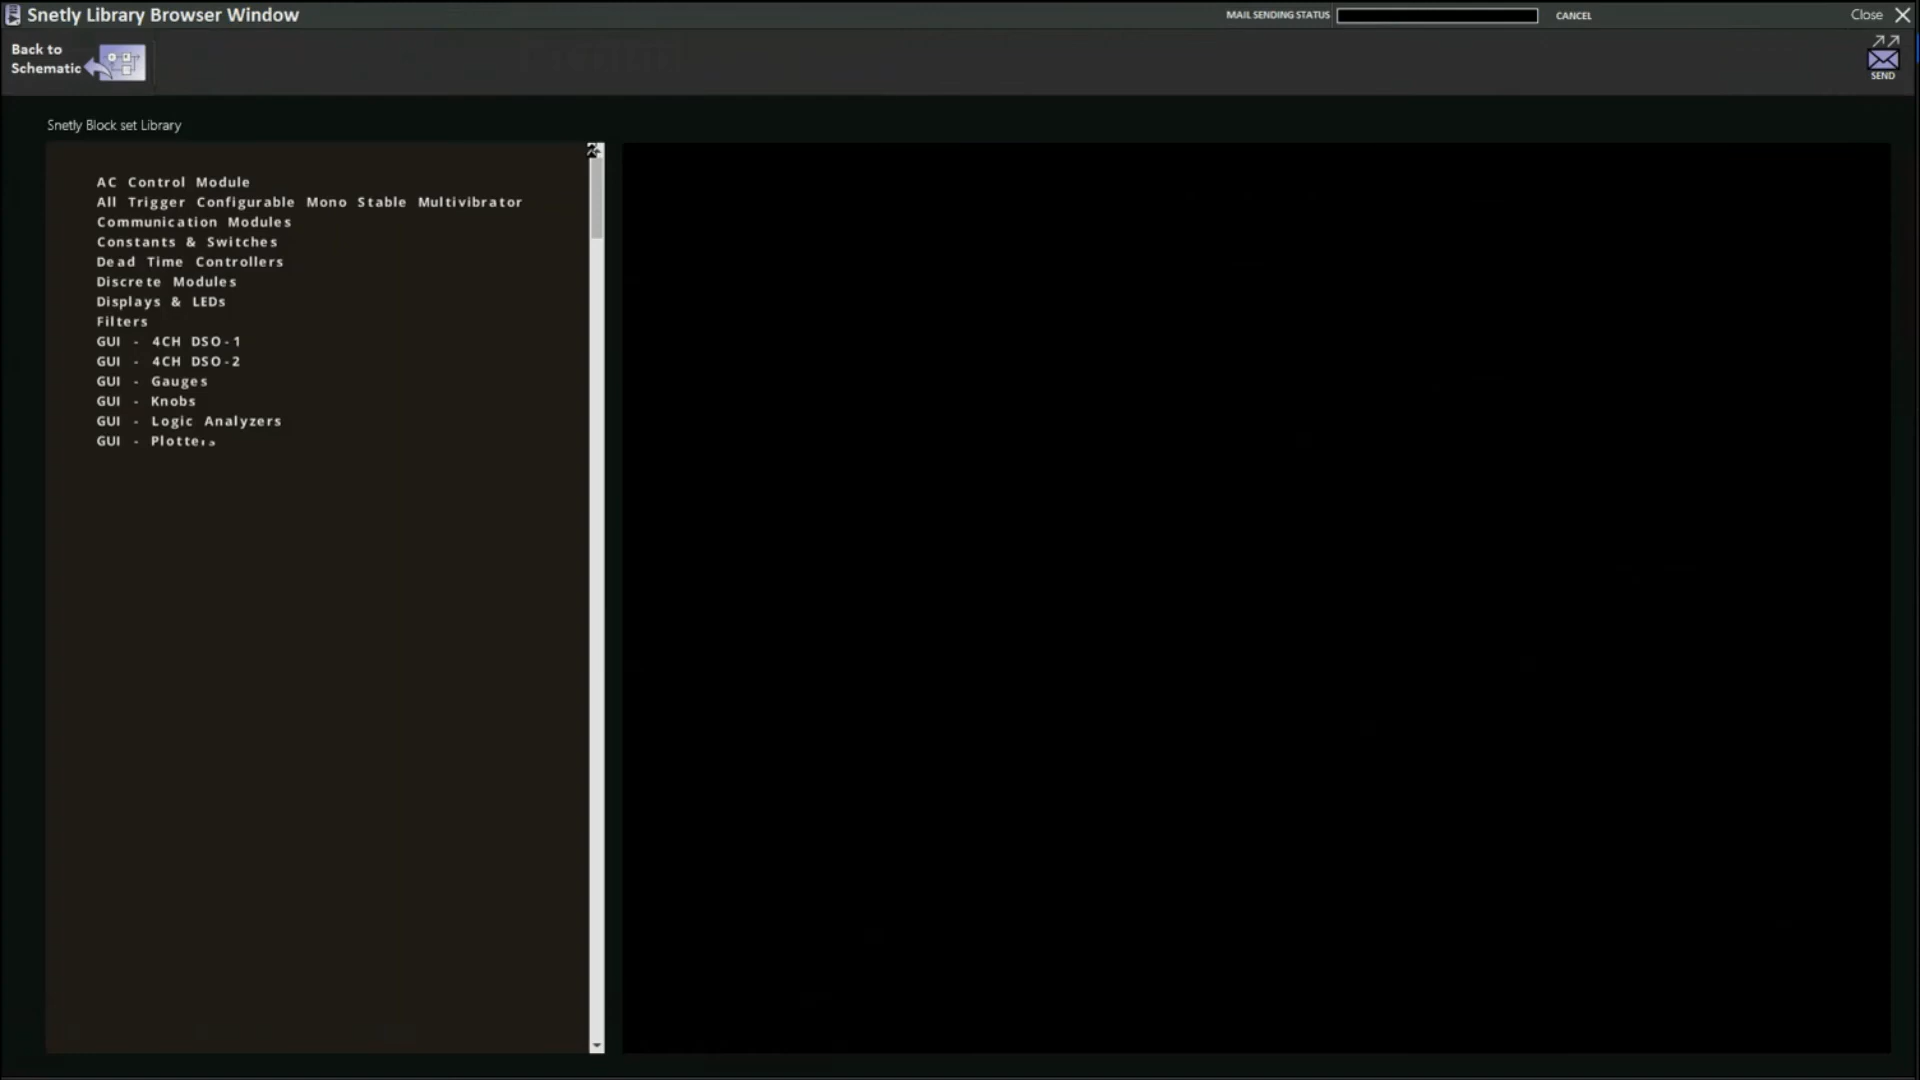 Snetly Library Browser Window
MAIL SENDING STATUS
CANCEL
Close
Back to
Schematic
SEND
Snetly Block set Library
AC Control Module
All Trigger Configurable Mono Stable Multivibrator
Communication Modules
Constants & Switches
Dead Time Controllers
Discrete Modules
Displays & LEDs
Filters
GUI - 4CH DSO-1
GUI - 4CH DSO-2
GUI - Gauges
GUI - Knobs
GUI - Logic Analyzers
GUI - Plotters